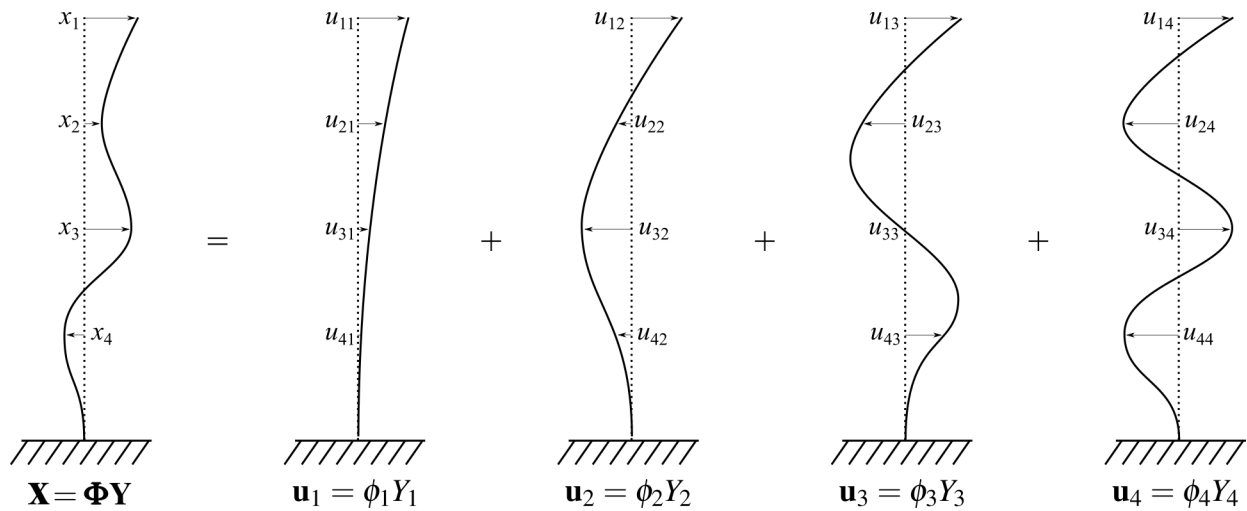 x₁ u₁₁ u₁₂ u₁₃ u₁₄
x₂ u₂₁ u₂₂ u₂₃ u₂₄
x₃ = u₃₁ + u₃₂ + u₃₃ + u₃₄
x₄ u₄₁ u₄₂ u₄₃ u₄₄
X = ΦY u₁ = ϕ₁Y₁ u₂ = ϕ₂Y₂ u₃ = ϕ₃Y₃ u₄ = ϕ₄Y₄